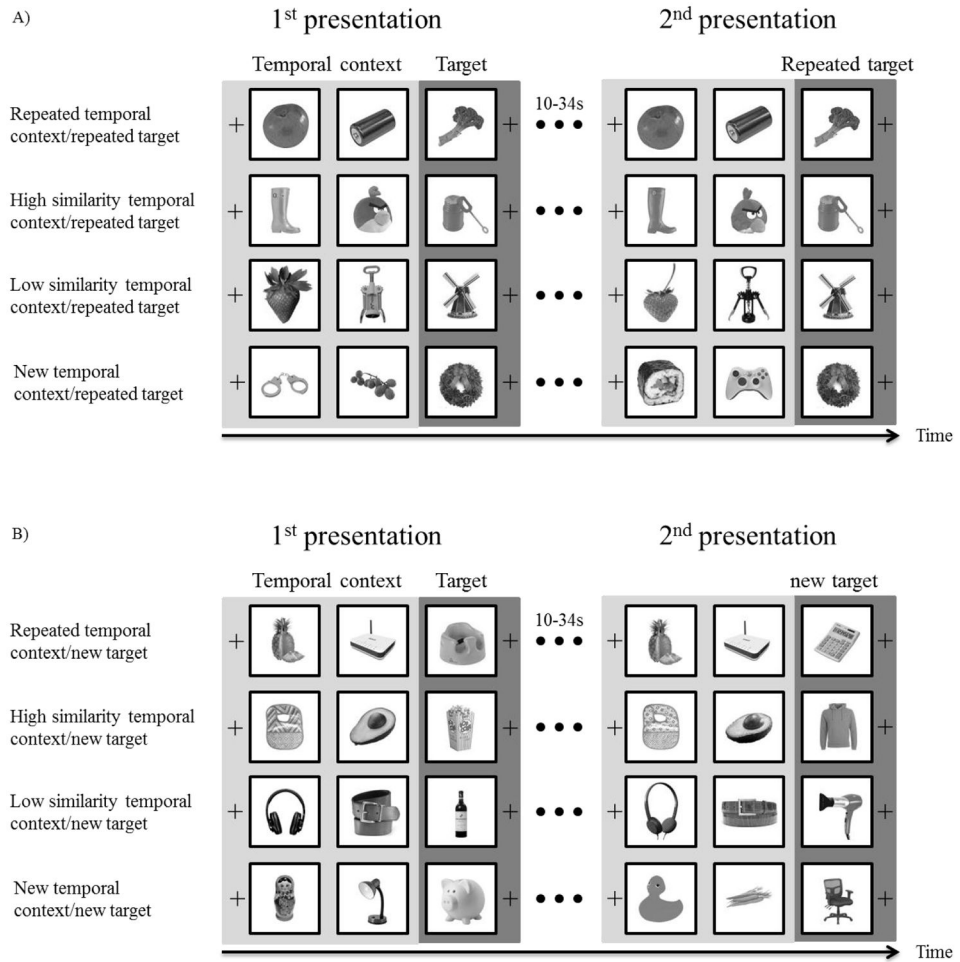 A)
1st presentation 2nd presentation
Temporal context Target Repeated target
Repeated temporal
context/repeated target
10-34s
High similarity temporal
context/repeated target
Low similarity temporal
context/repeated target
New temporal
context/repeated target
Time
B)
1st presentation 2nd presentation
Temporal context Target new target
Repeated temporal
context/new target
10-34s
High similarity temporal
context/new target
Low similarity temporal
context/new target
New temporal
context/new target
Time